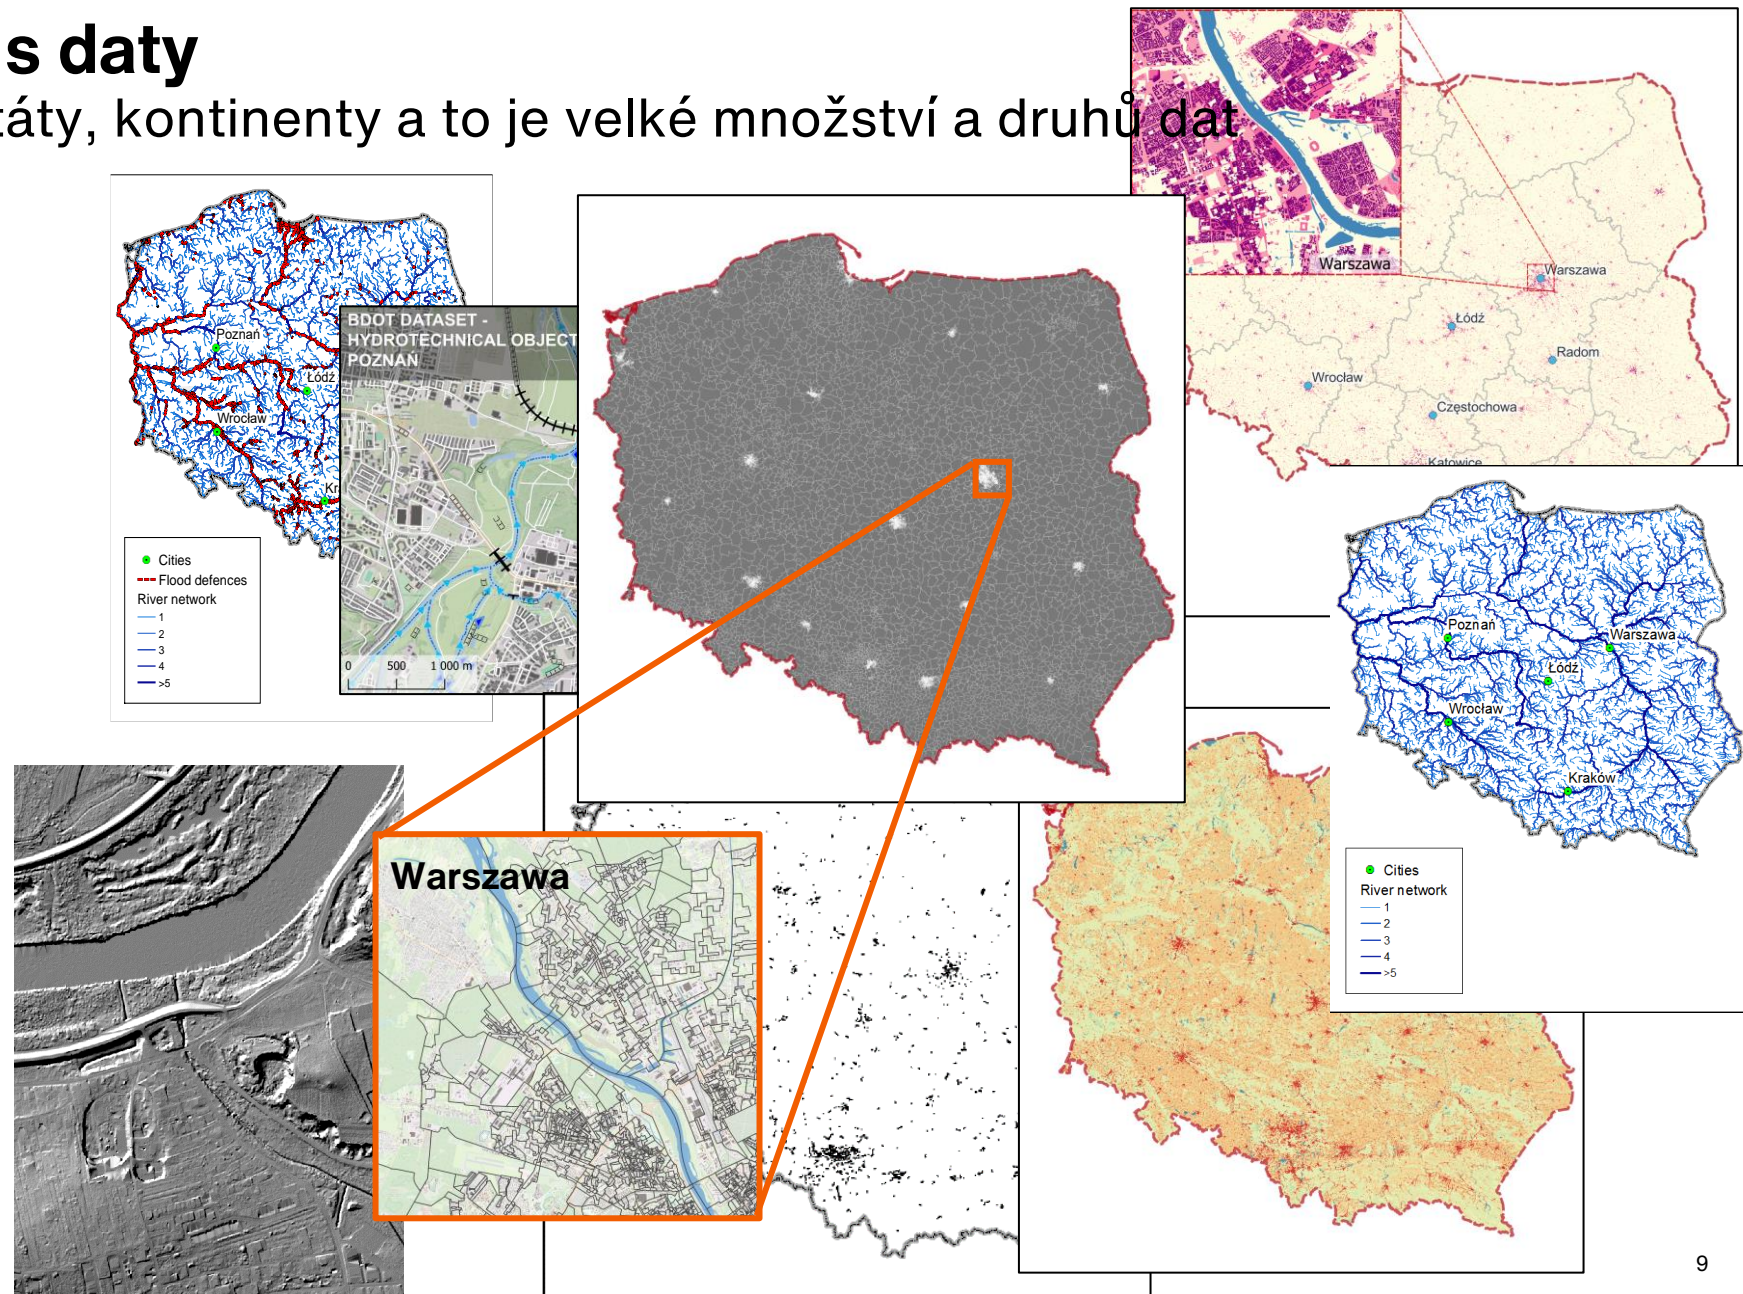 s daty
táty, kontinenty a to je velké množství a druhů dat
Warszawa
Warszawa
Łódź
Radom
Wrocław
Częstochowa
Katowice
Poznań
Łódź
Wrocław
Kr
Cities
Flood defences
River network
1
2
3
4
>5
BDOT DATASET -
HYDROTECHNICAL OBJECT
POZNAŃ
0 500 1 000 m
Poznań
Warszawa
Łódź
Wrocław
Kraków
Cities
River network
1
2
3
4
>5
Warszawa
9